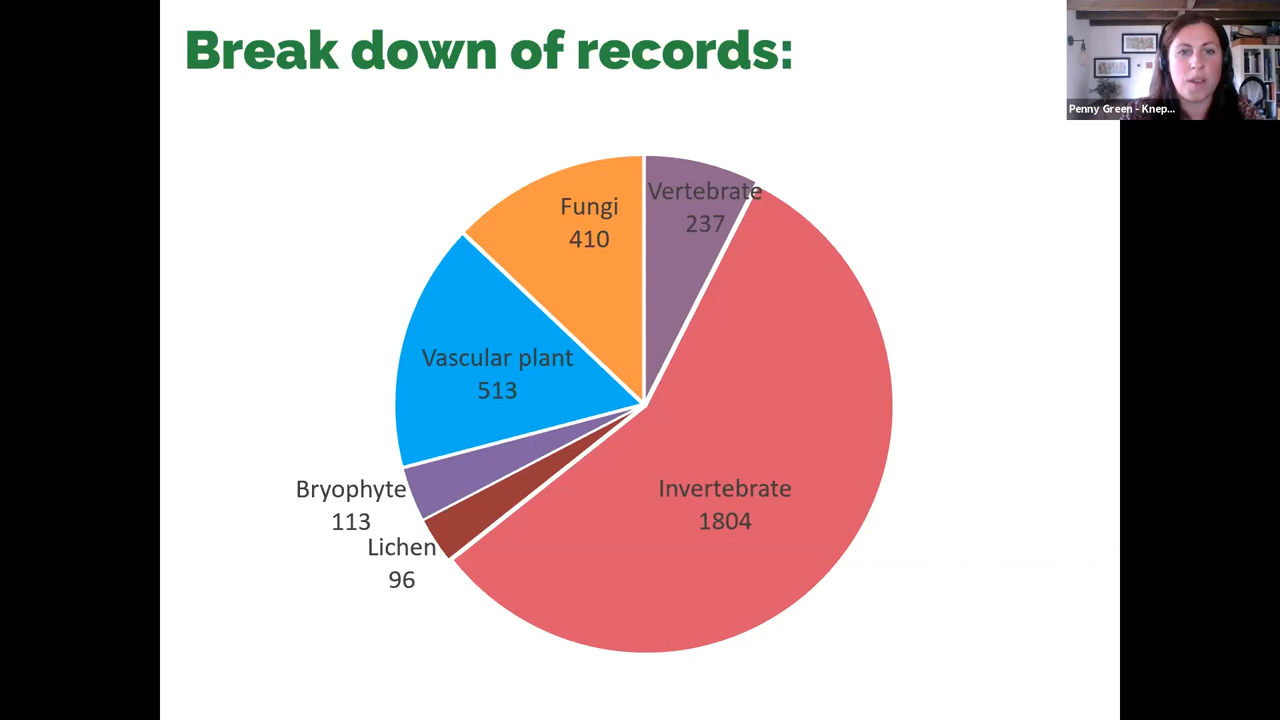 Break down of records:
Penny Green - Knep...
Vertebrate
237
Fungi
410
Vascular plant
513
Bryophyte
113
Lichen
96
Invertebrate
1804